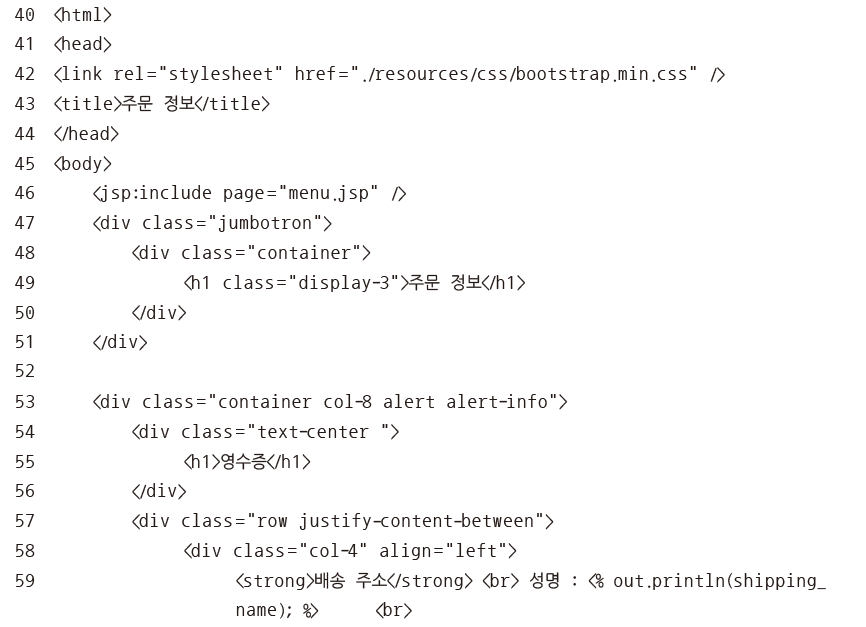 40 <html>
41 <head>
42 <link rel="stylesheet" href="./resources/css/bootstrap.min.css" />
43 <title>주문 정보</title>
44 </head>
45 <body>
46     <jsp:include page="menu.jsp" />
47     <div class="jumbotron">
48         <div class="container">
49             <h1 class="display-3">주문 정보</h1>
50         </div>
51     </div>
52
53     <div class="container col-8 alert alert-info">
54         <div class="text-center ">
55             <h1>영수증</h1>
56         </div>
57         <div class="row justify-content-between">
58             <div class="col-4" align="left">
59                 <strong>배송 주소</strong> <br> 성명 : <% out.println(shipping_
name); %>     <br>